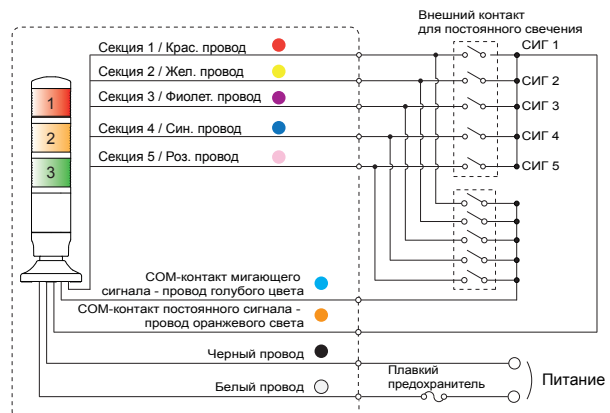 Внешний контакт
для постоянного свечения
Секция 1 / Крас. провод
СИГ 1
Секция 2 / Жел. провод
СИГ 2
Секция 3 / Фиолет. провод
СИГ 3
Секция 4 / Син. провод
СИГ 4
Секция 5 / Роз. провод
СИГ 5
1
2
3
COM-контакт мигающего
сигнала - провод голубого цвета
COM-контакт постоянного сигнала -
провод оранжевого света
Черный провод
Белый провод
Плавкий
предохранитель
Питание